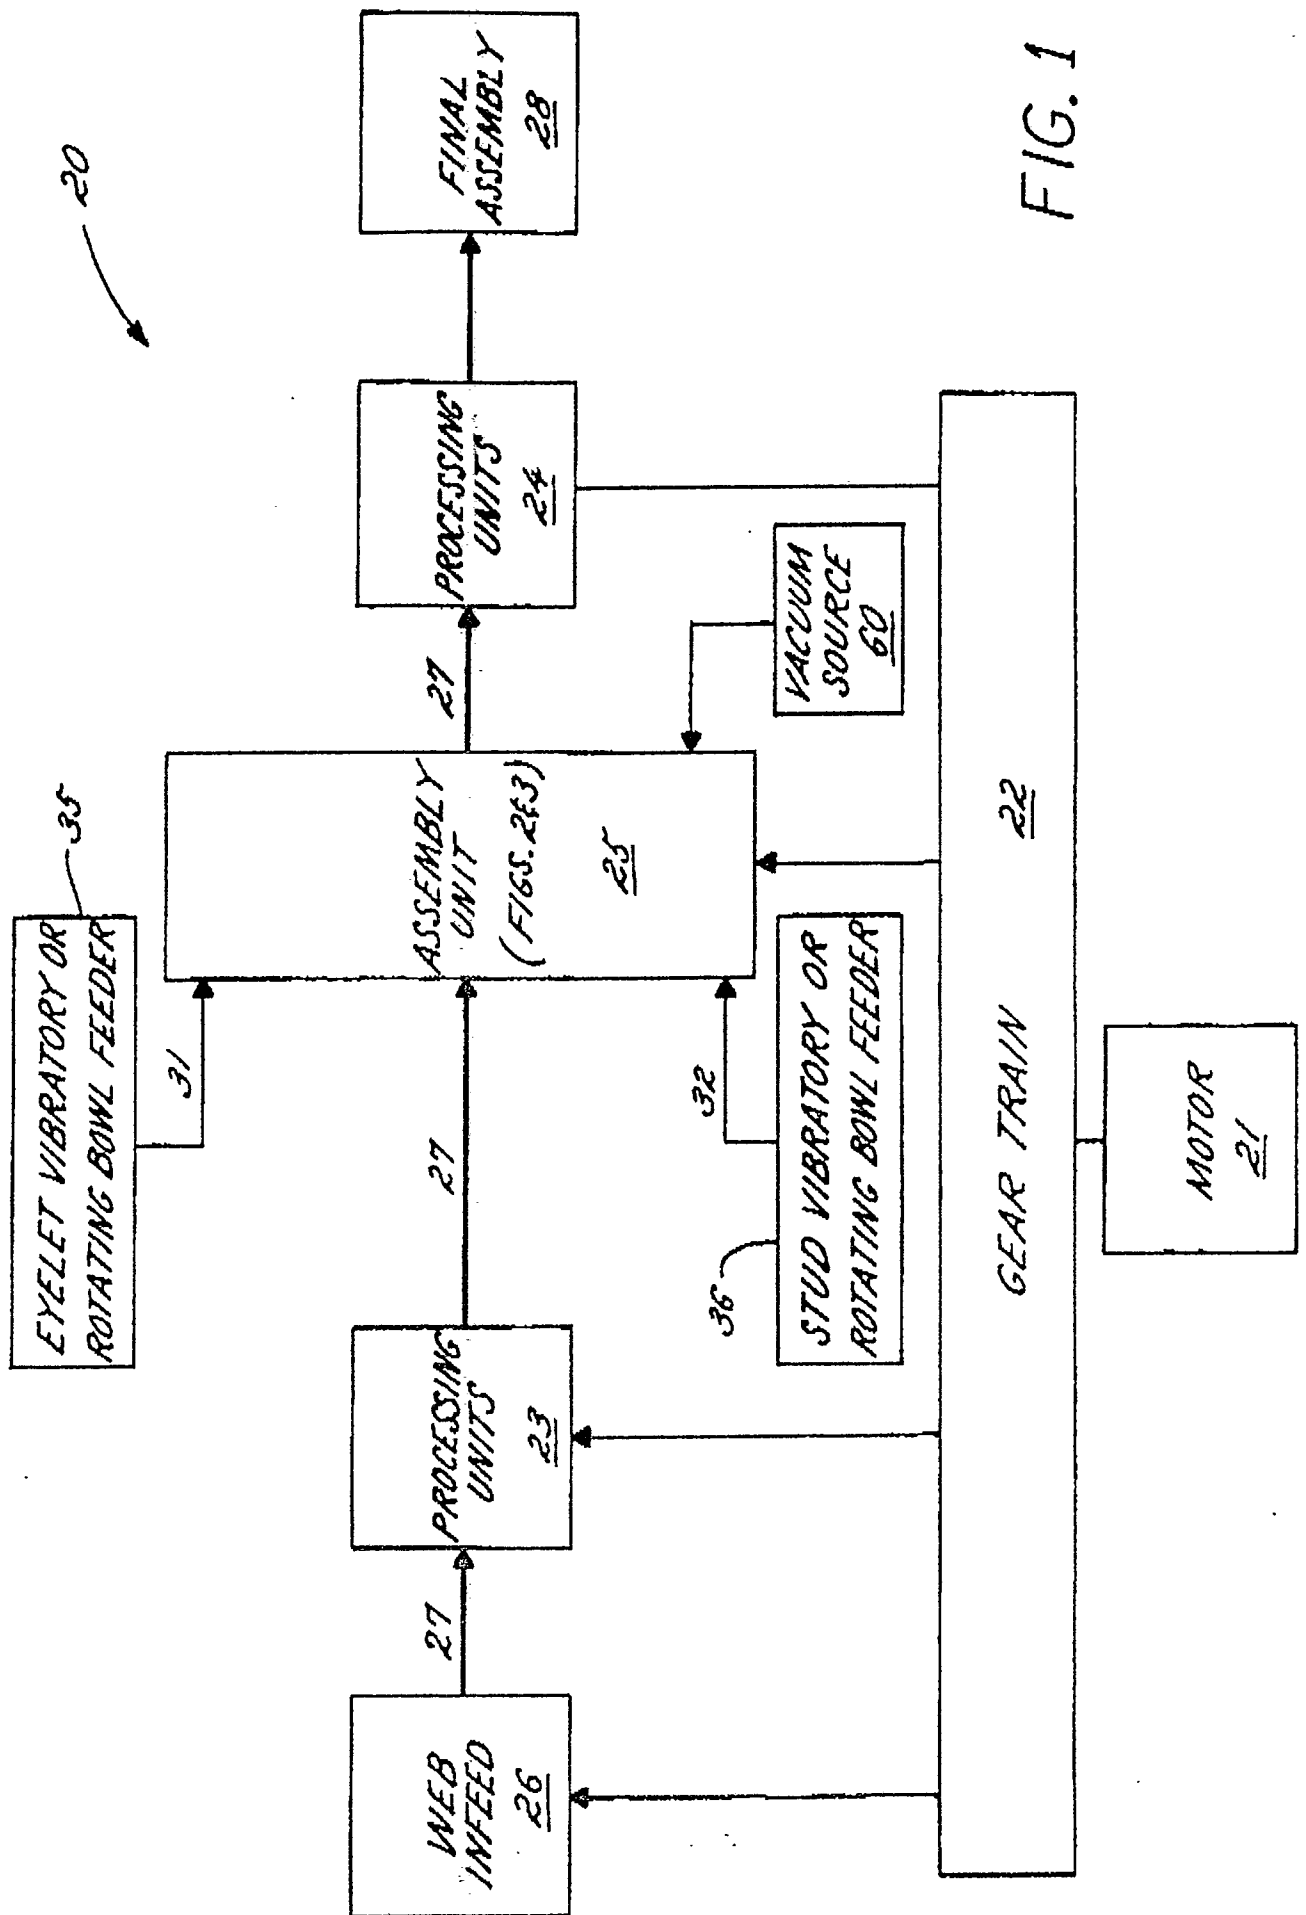 20
EYELET VIBRATORY OR
ROTATING BOWL FEEDER
35
31
WEB
INFEED
26
27
PROCESSING
UNITS
23
27
ASSEMBLY
UNIT
(FIGS. 2&3)
25
27
PROCESSING
UNITS
24
FINAL
ASSEMBLY
28
36
STUD VIBRATORY OR
ROTATING BOWL FEEDER
32
VACUUM
SOURCE
60
GEAR TRAIN
22
MOTOR
21
FIG. 1